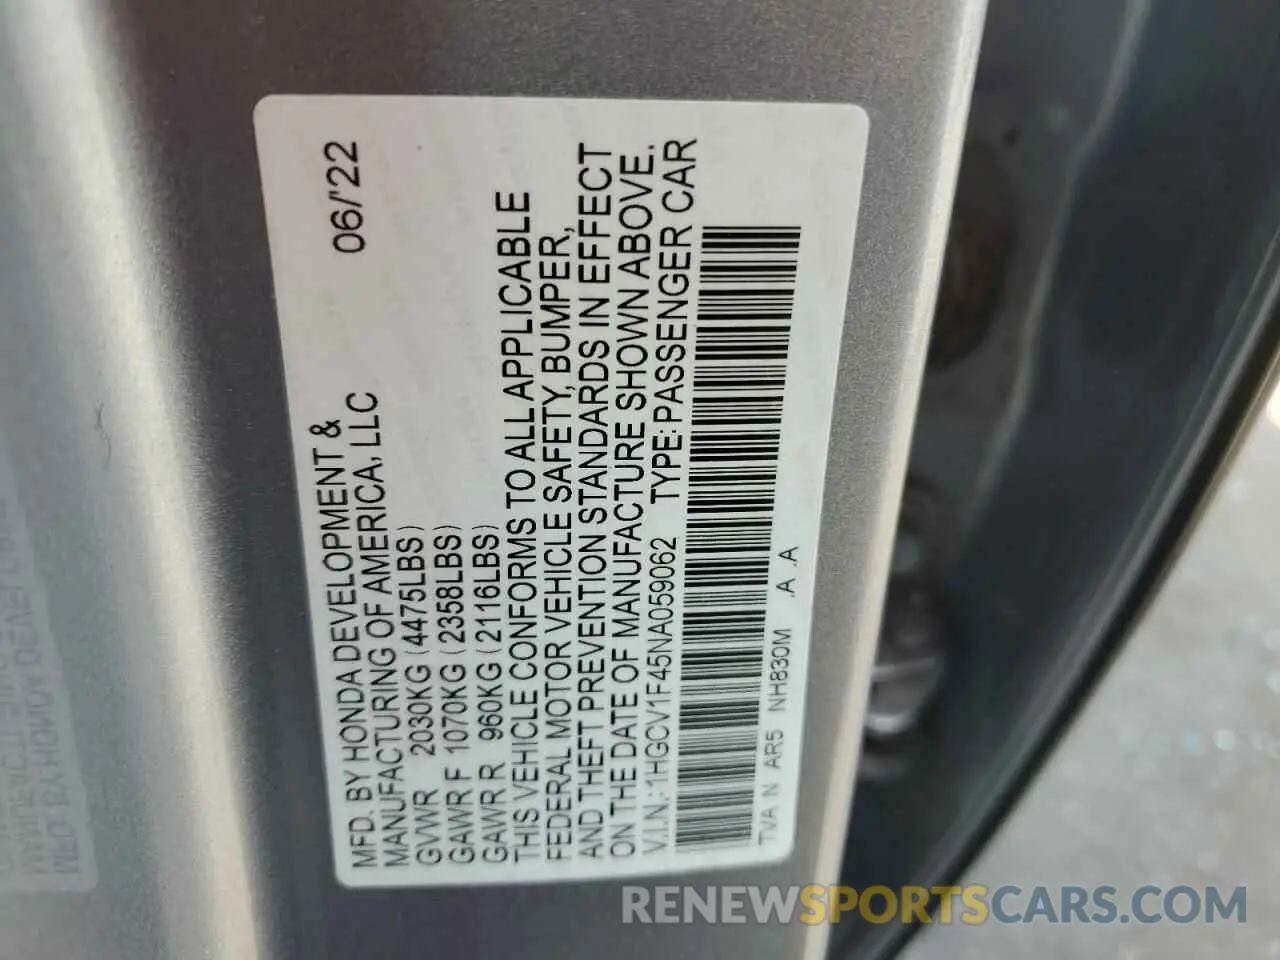 MFD. BY HONDA DEVELOPMENT & 06/'22
MANUFACTURING OF AMERICA, LLC
GVWR 2030KG (4475LBS)
GAWR F 1070KG (2358LBS)
GAWR R 960KG (2116LBS)
THIS VEHICLE CONFORMS TO ALL APPLICABLE
FEDERAL MOTOR VEHICLE SAFETY, BUMPER,
AND THEFT PREVENTION STANDARDS IN EFFECT
ON THE DATE OF MANUFACTURE SHOWN ABOVE.
V.I.N.: 1HGCV1F45NA059062 TYPE: PASSENGER CAR
TVA N AR5 NH830M .A .A
RENEWSPORTSCARS.COM